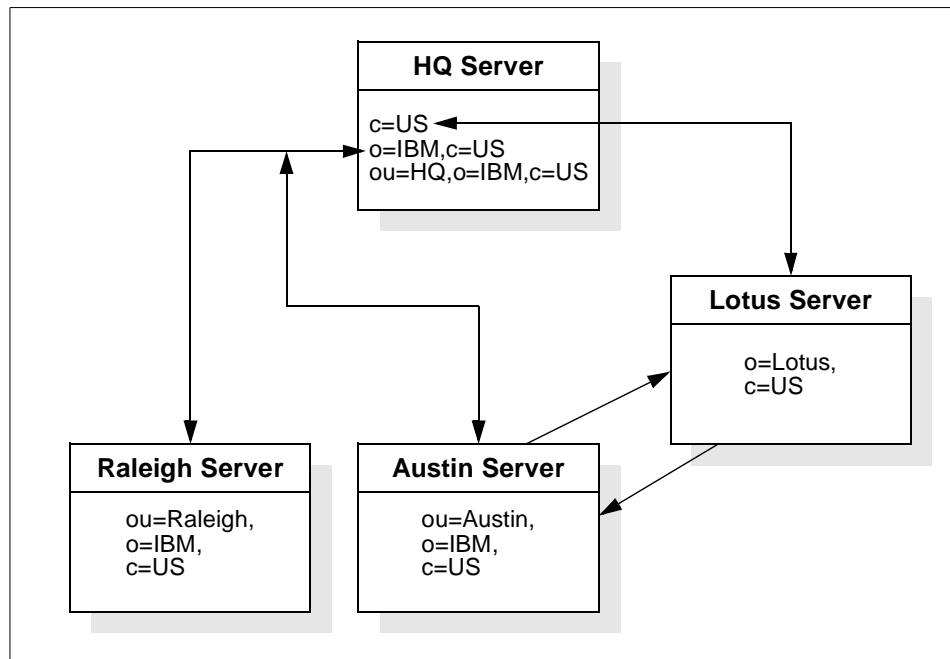 HQ Server
c=US
o=IBM,c=US
ou=HQ,o=IBM,c=US
Lotus Server
o=Lotus,
c=US
Raleigh Server
ou=Raleigh,
o=IBM,
c=US
Austin Server
ou=Austin,
o=IBM,
c=US